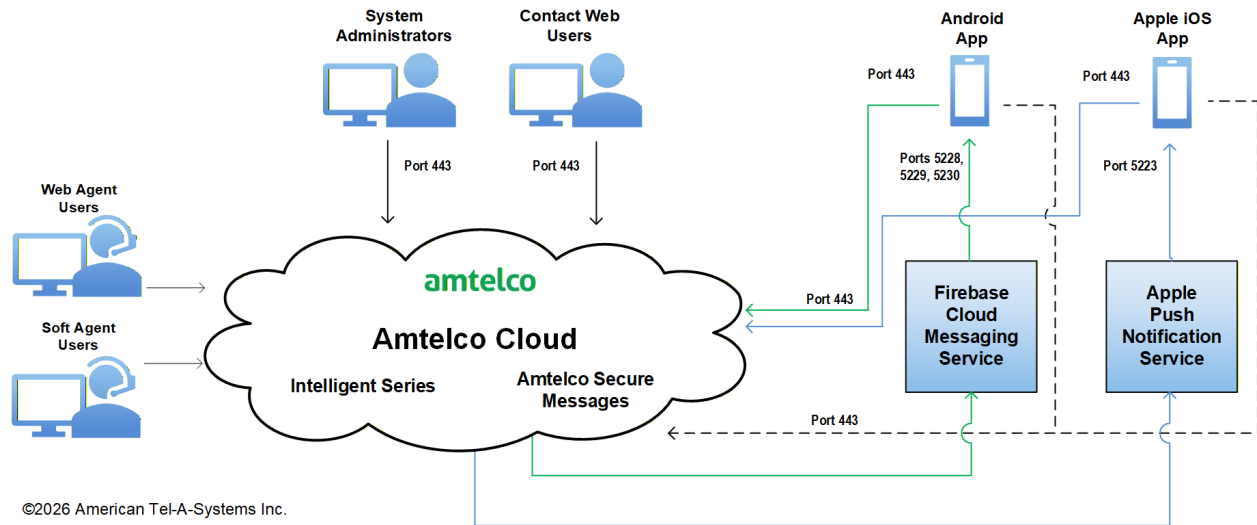 System
Administrators
Contact Web
Users
Android
App
Apple iOS
App
Port 443
Port 443
Port 443
Port 443
Ports 5228,
5229, 5230
Port 5223
Web Agent
Users
Soft Agent
Users
amtelco
Amtelco Cloud
Intelligent Series
Amtelco Secure
Messages
Port 443
Firebase
Cloud
Messaging
Service
Apple
Push
Notification
Service
Port 443
©2026 American Tel-A-Systems Inc.